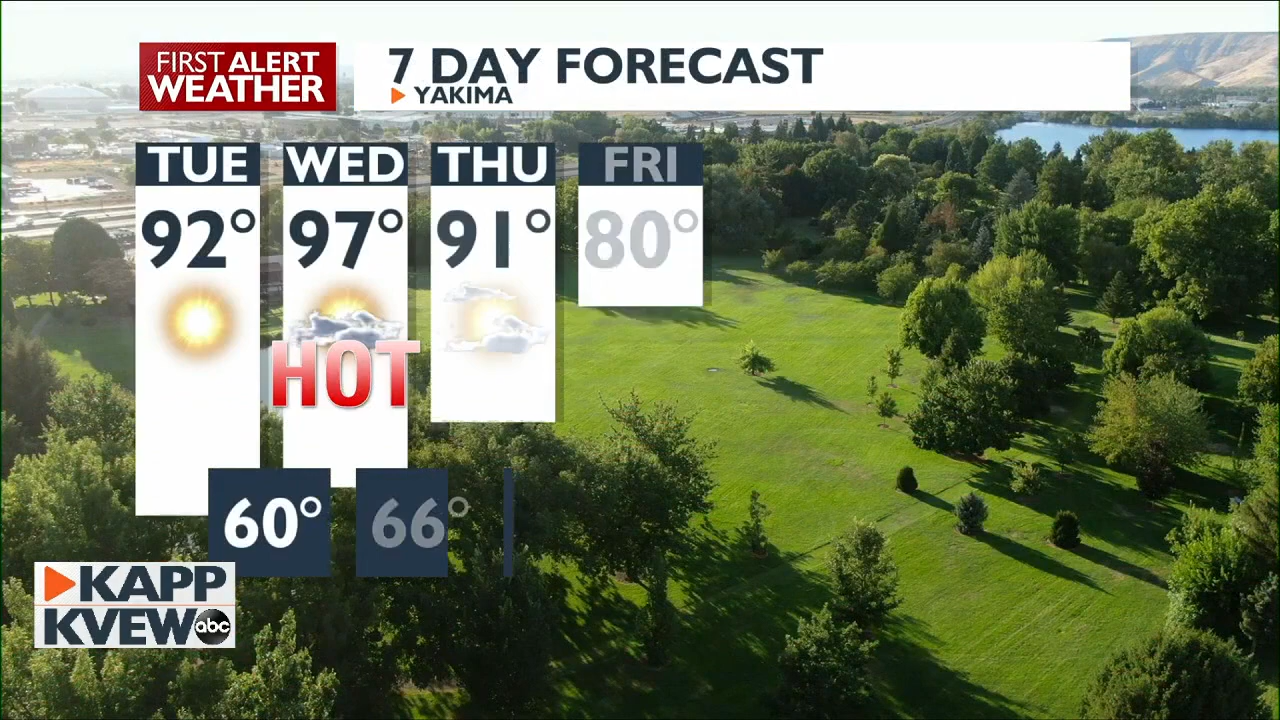 FIRST ALERT
WEATHER
7 DAY FORECAST
YAKIMA
TUE WED THU FRI
92° 97° 91° 80°
HOT
60° 66°
KAPP
KVEW abc